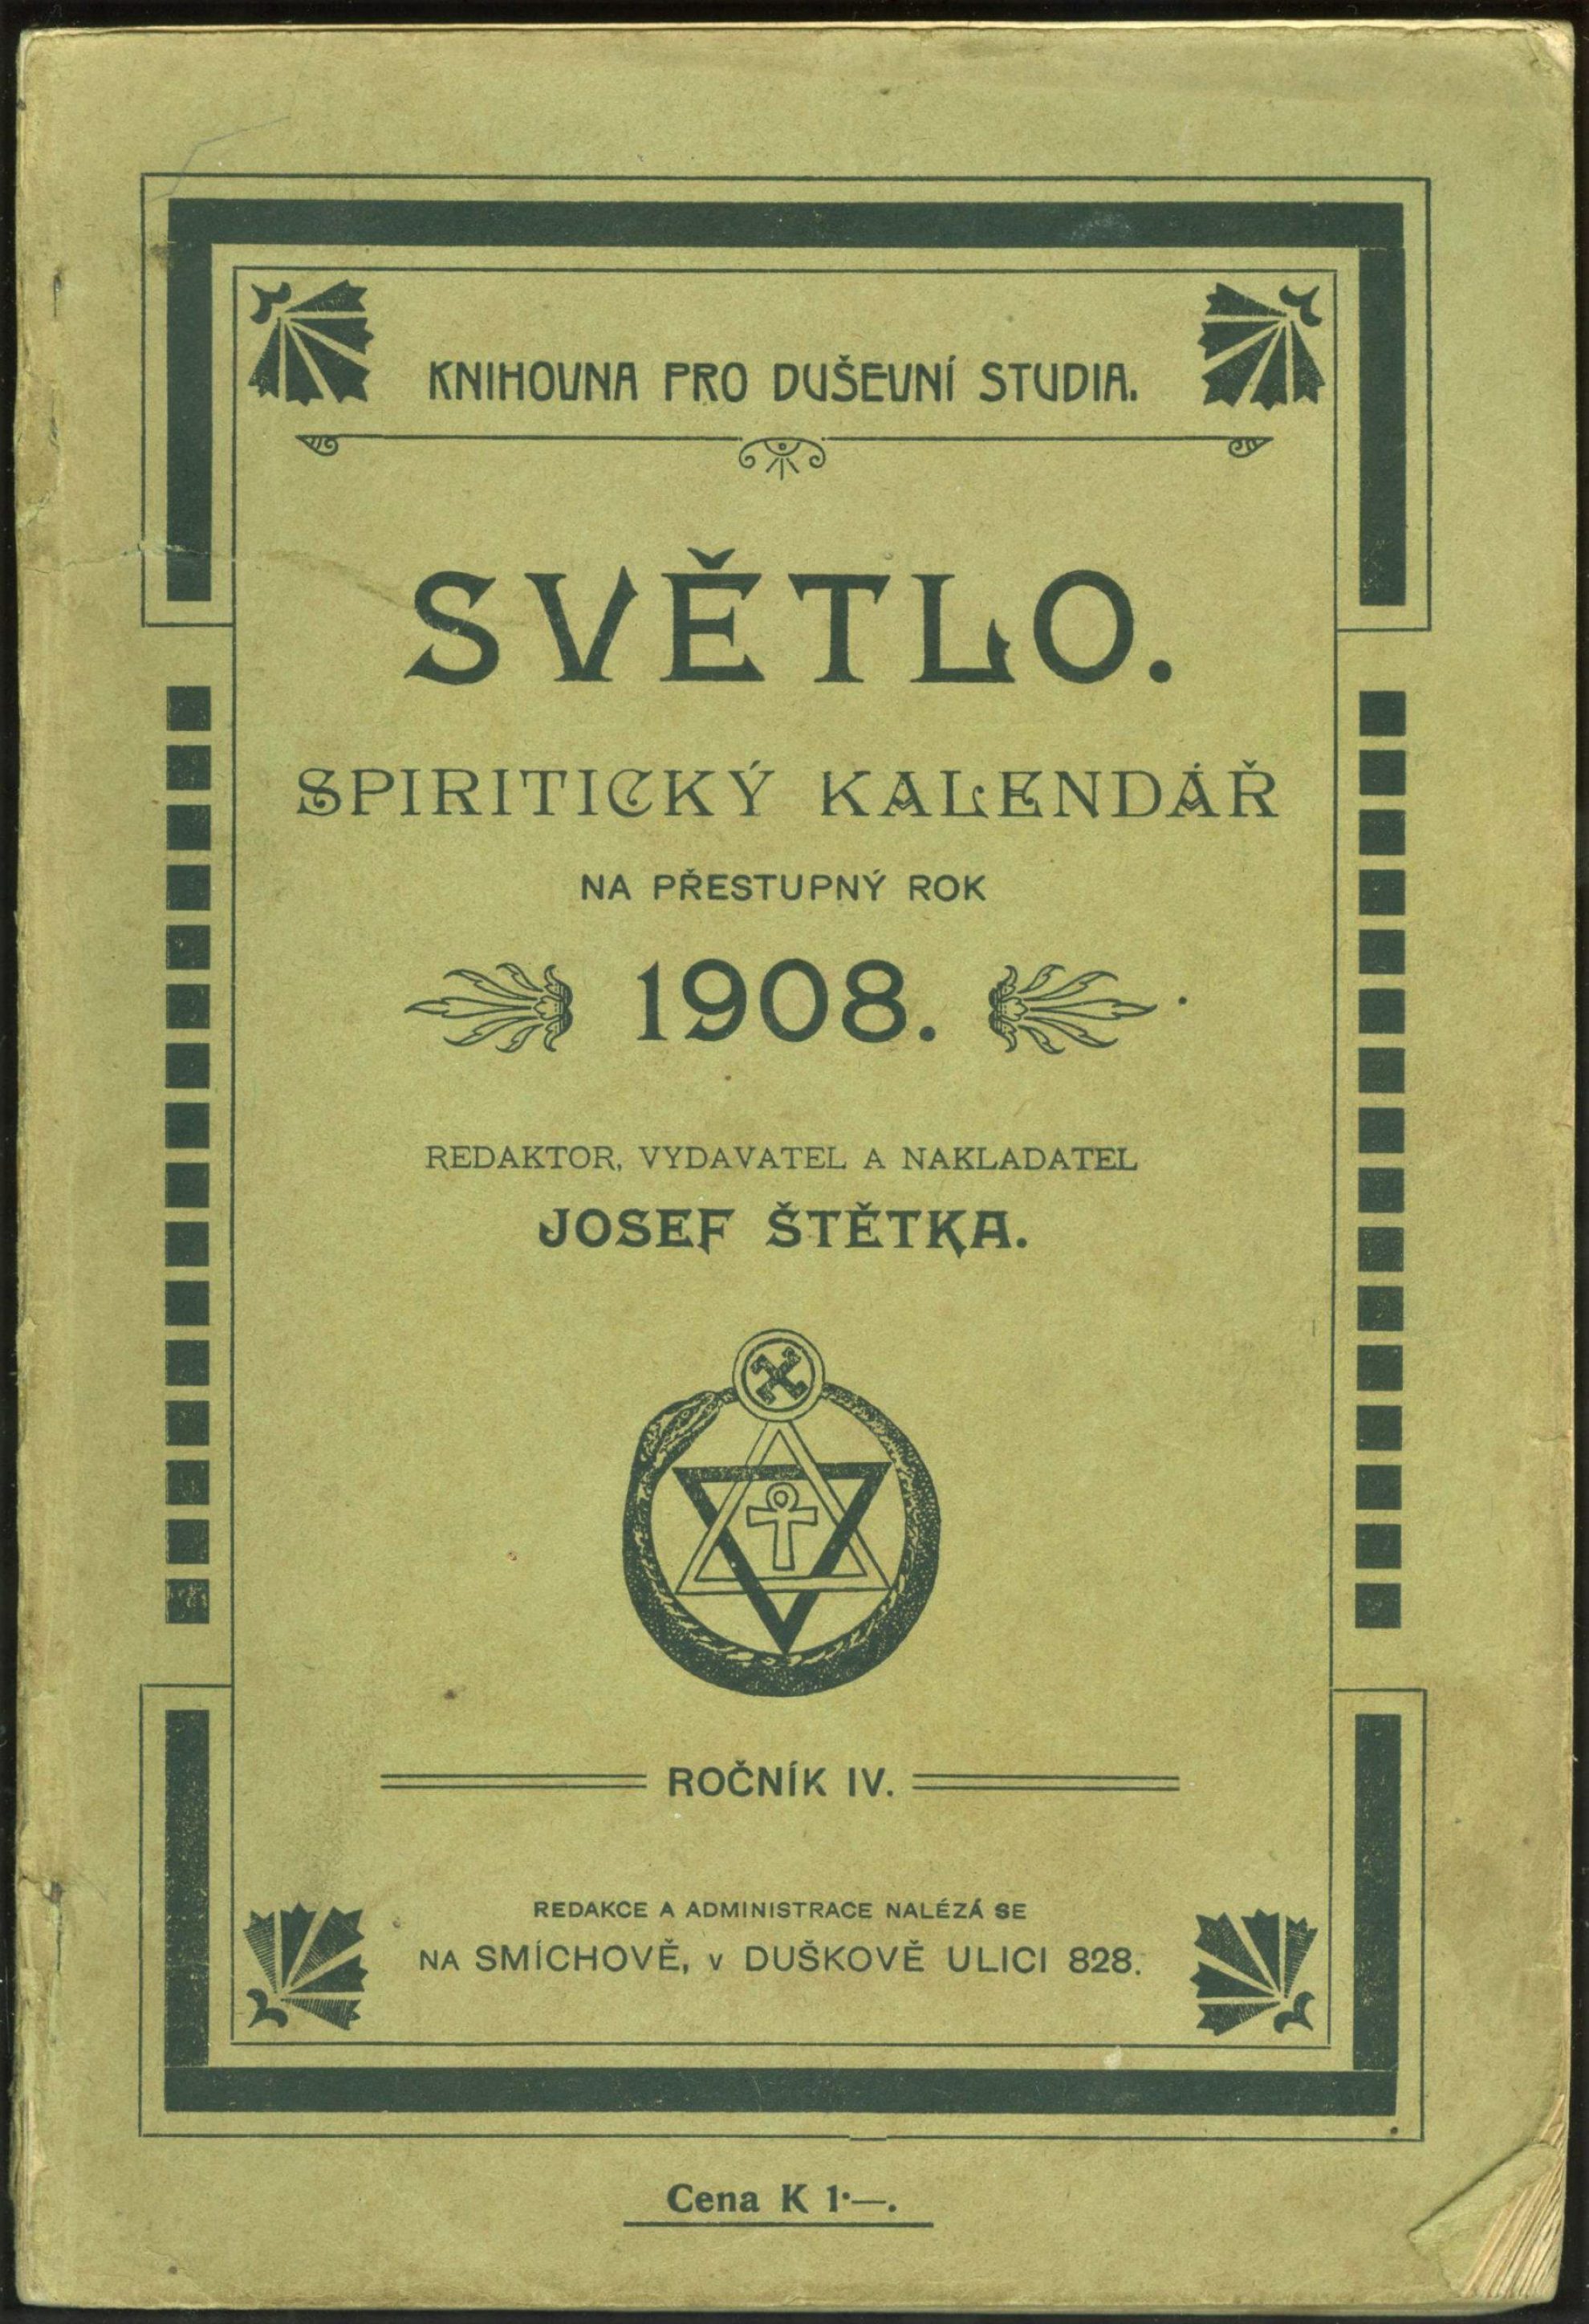 KNIHOVNA PRO DUŠEVNÍ STUDIA.
SVĚTLO.
SPIRITICKÝ KALENDÁŘ
NA PŘESTUPNÝ ROK
1908.
REDAKTOR, VYDAVATEL A NAKLADATEL
JOSEF ŠTĚTKA.
ROČNÍK IV.
REDAKCE A ADMINISTRACE NALÉZÁ SE
NA SMÍCHOVĚ, v DUŠKOVĚ ULICI 828.
Cena K 1·—.